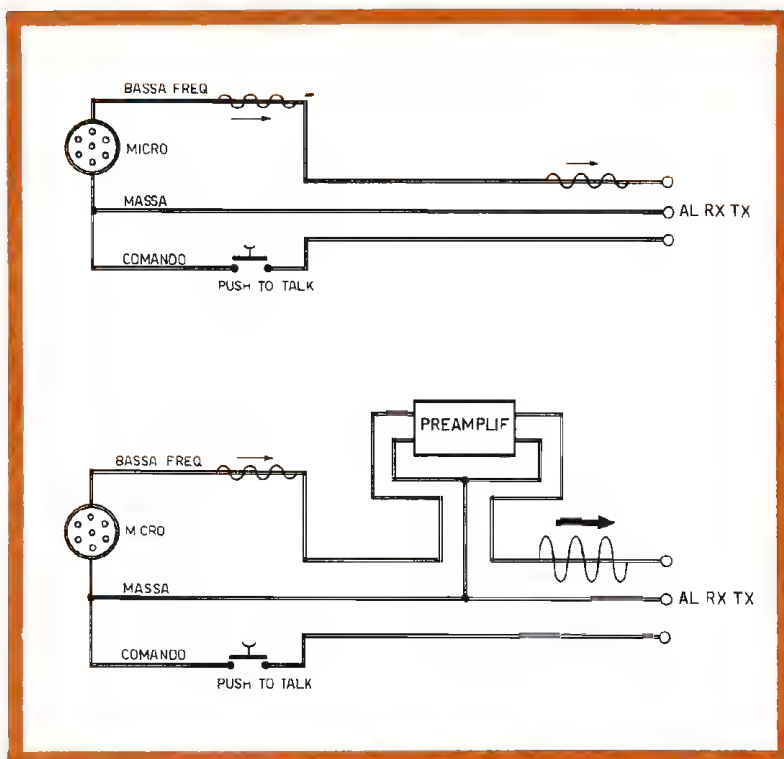 BASSA FREQ
MICRO
MASSA
AL RX TX
COMANDO
PUSH TO TALK
PREAMPLIF
BASSA FREQ
M CRO
MASSA
AL RX TX
COMANDO
PUSH TO TALK